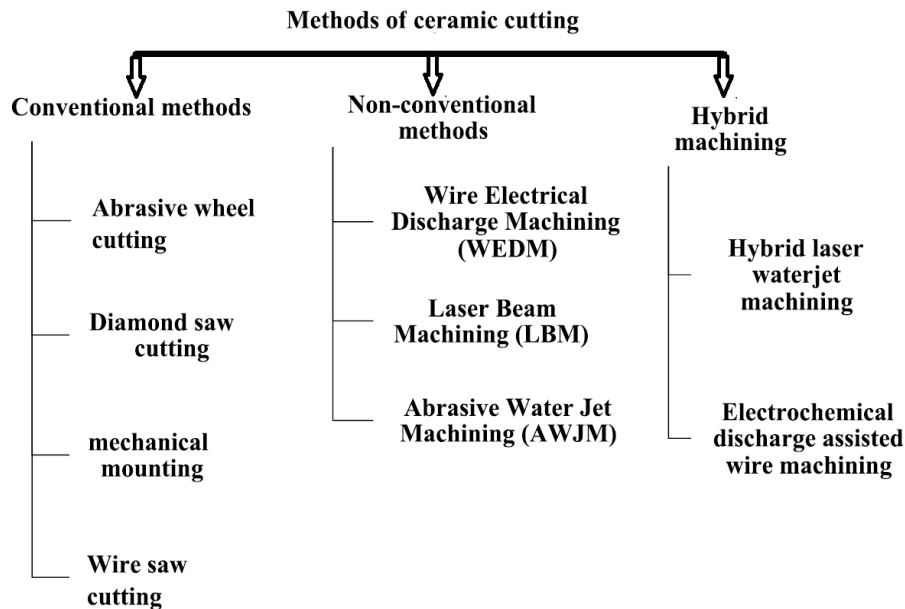 Methods of ceramic cutting
Conventional methods
Abrasive wheel
cutting
Diamond saw
cutting
mechanical
mounting
Wire saw
cutting
Non-conventional
methods
Wire Electrical
Discharge Machining
(WEDM)
Laser Beam
Machining (LBM)
Abrasive Water Jet
Machining (AWJM)
Hybrid
machining
Hybrid laser
waterjet
machining
Electrochemical
discharge assisted
wire machining